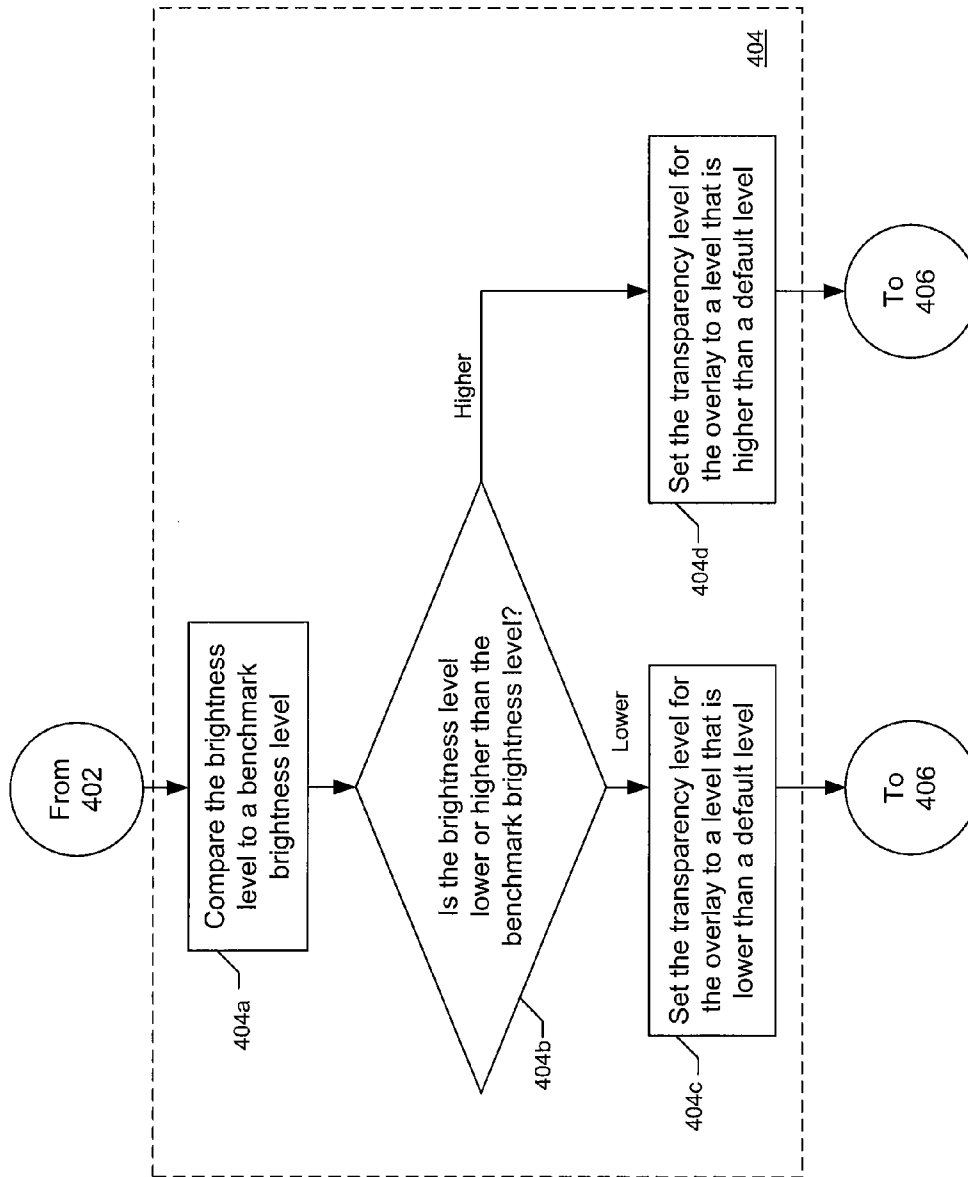 From
402
Compare the brightness
level to a benchmark
brightness level
404a
Is the brightness level
lower or higher than the
benchmark brightness level?
404b
Higher
Lower
Set the transparency level for
the overlay to a level that is
lower than a default level
404c
Set the transparency level for
the overlay to a level that is
higher than a default level
404d
404
To
406
To
406